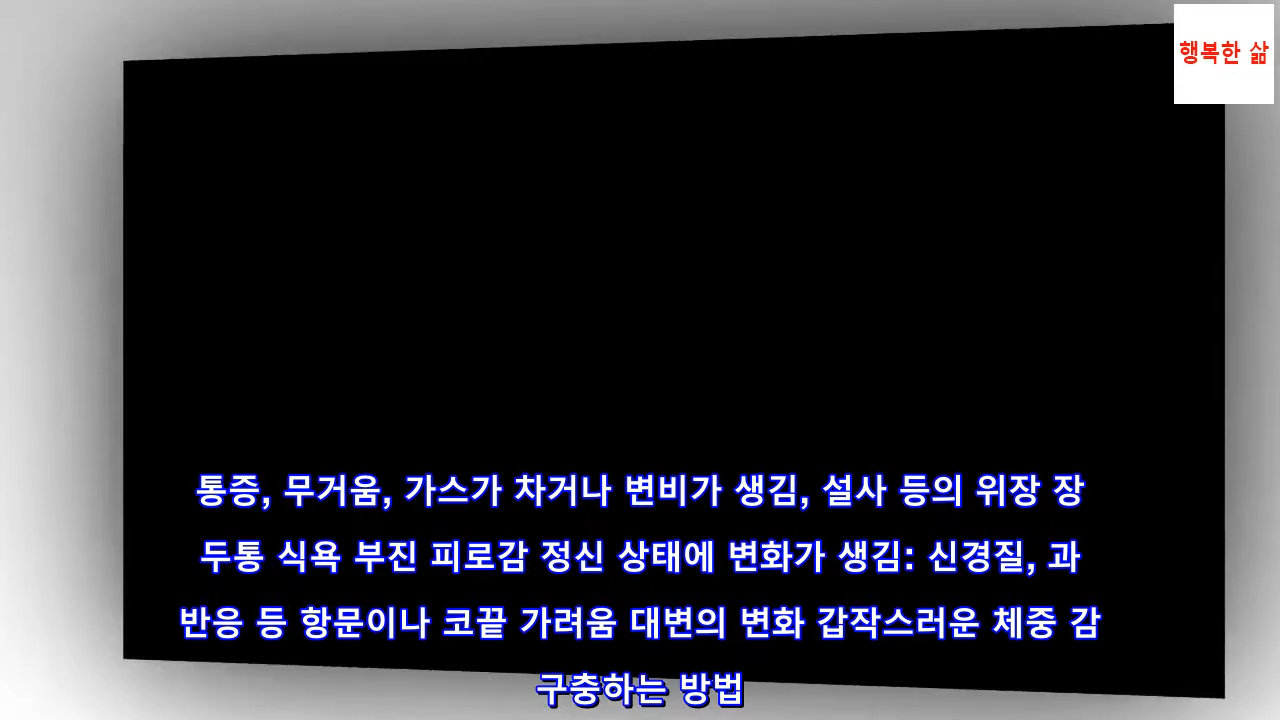 행복한 삶
통증, 무거움, 가스가 차거나 변비가 생김, 설사 등의 위장 장
두통 식욕 부진 피로감 정신 상태에 변화가 생김: 신경질, 과
반응 등 항문이나 코끝 가려움 대변의 변화 갑작스러운 체중 감
구충하는 방법